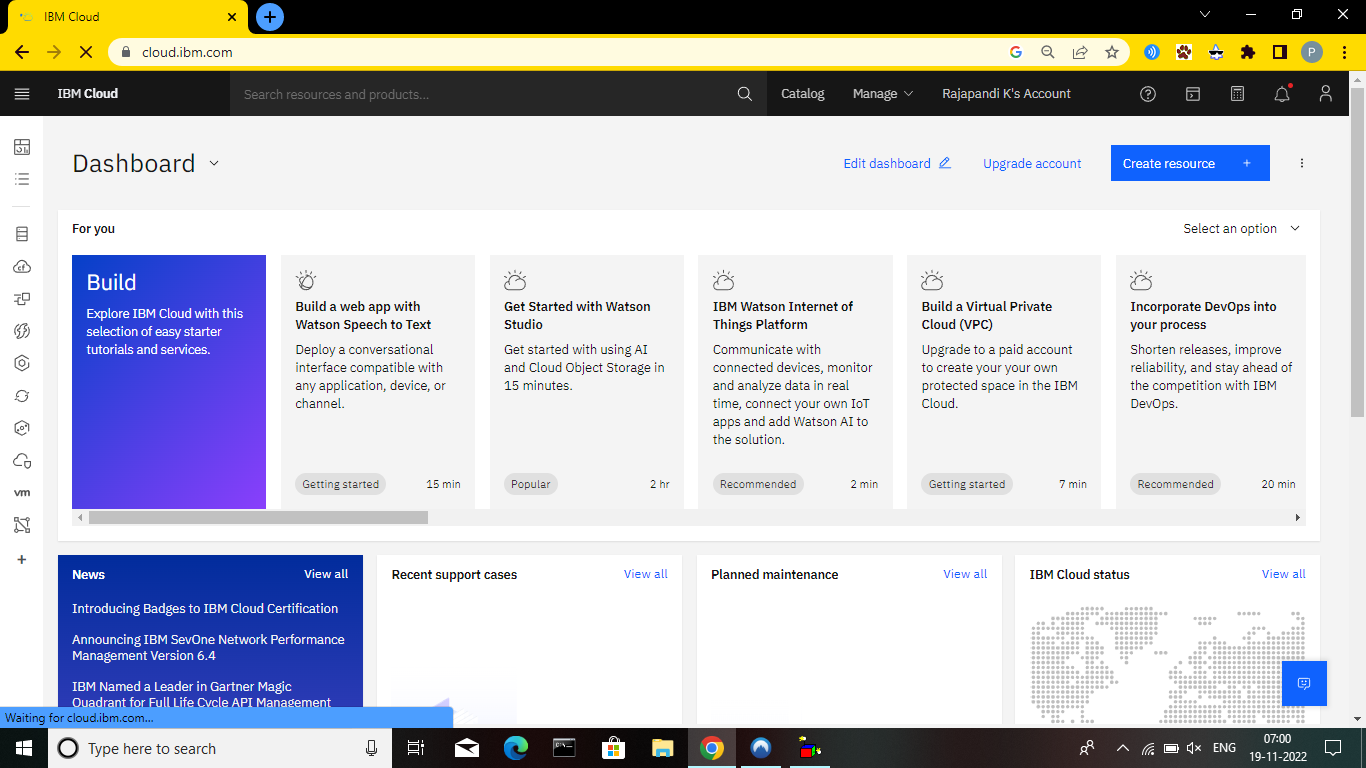 IBM Cloud
cloud.ibm.com
P
IBM Cloud
Search resources and products...
Catalog
Manage
Rajapandi K's Account
Dashboard
Edit dashboard
Upgrade account
Create resource +
For you
Select an option
Build
Explore IBM Cloud with this
selection of easy starter
tutorials and services.
Build a web app with
Watson Speech to Text
Deploy a conversational
interface compatible with
any application, device, or
channel.
Getting started
15 min
Get Started with Watson
Studio
Get started with using AI
and Cloud Object Storage in
15 minutes.
Popular
2 hr
IBM Watson Internet of
Things Platform
Communicate with
connected devices, monitor
and analyze data in real
time, connect your own IoT
apps and add Watson AI to
the solution.
Recommended
2 min
Build a Virtual Private
Cloud (VPC)
Upgrade to a paid account
to create your your own
protected space in the IBM
Cloud.
Getting started
7 min
Incorporate DevOps into
your process
Shorten releases, improve
reliability, and stay ahead of
the competition with IBM
DevOps.
Recommended
20 min
vm
News
View all
Introducing Badges to IBM Cloud Certification
Announcing IBM SevOne Network Performance
Management Version 6.4
IBM Named a Leader in Gartner Magic
Quadrant for Full Life Cycle API Management
Recent support cases
View all
Planned maintenance
View all
IBM Cloud status
View all
Waiting for cloud.ibm.com...
Type here to search
ENG
07:00
19-11-2022